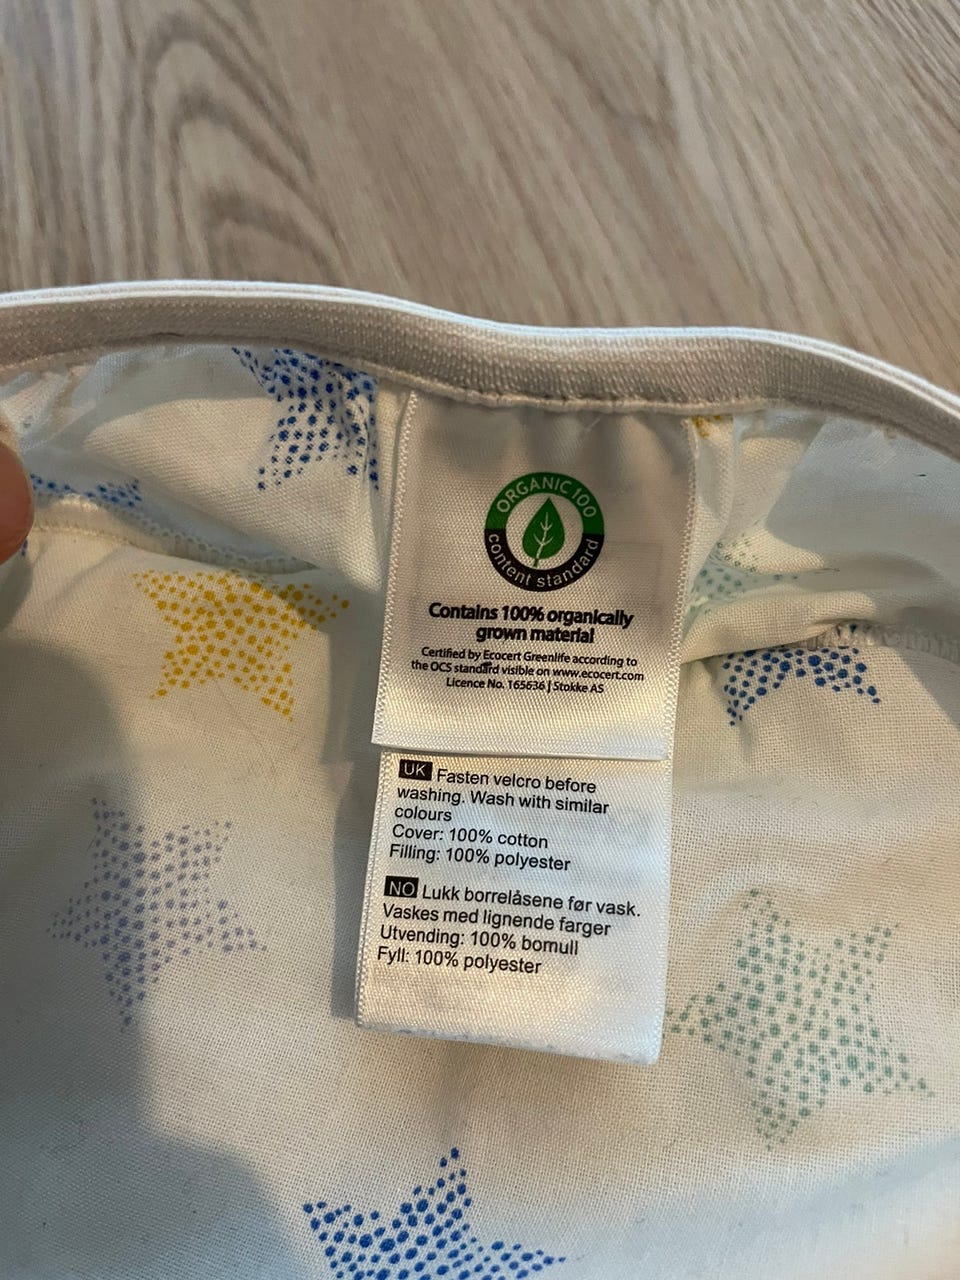 ORGANIC 100
content standard
Contains 100% organically
grown material
Certified by Ecocert Greenlife according to
the OCS standard visible on www.ecocert.com
Licence No. 165636 | Stokke AS
UK Fasten velcro before
washing. Wash with similar
colours
Cover: 100% cotton
Filling: 100% polyester
NO Lukk borrelåsene før vask.
Vaskes med lignende farger
Utvending: 100% bomull
Fyll: 100% polyester